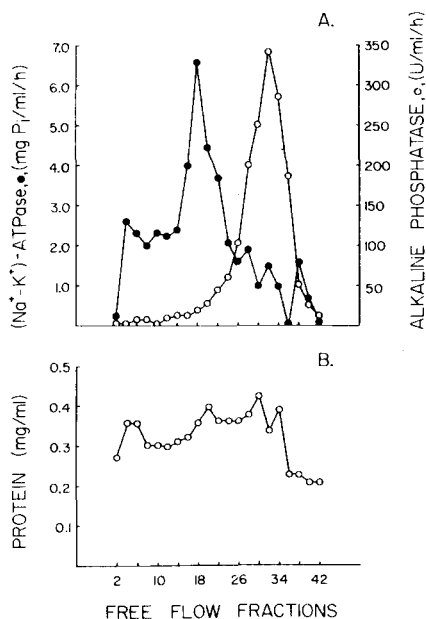 A.
(Na⁺-K⁺)-ATPase,●,(mg Pi/ml/h)
7.0
6.0
5.0
4.0
3.0
2.0
1.0
350
300
250
200
150
100
50
ALKALINE PHOSPHATASE,○,(U/ml/h)
B.
PROTEIN (mg/ml)
0.5
0.4
0.3
0.2
0.1
2 10 18 26 34 42
FREE FLOW FRACTIONS